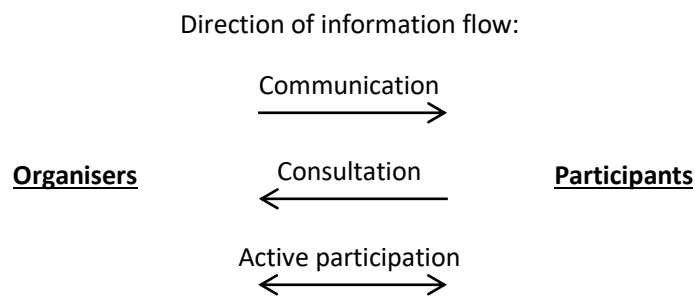 Direction of information flow:
Communication
Organisers
Consultation
Participants
Active participation